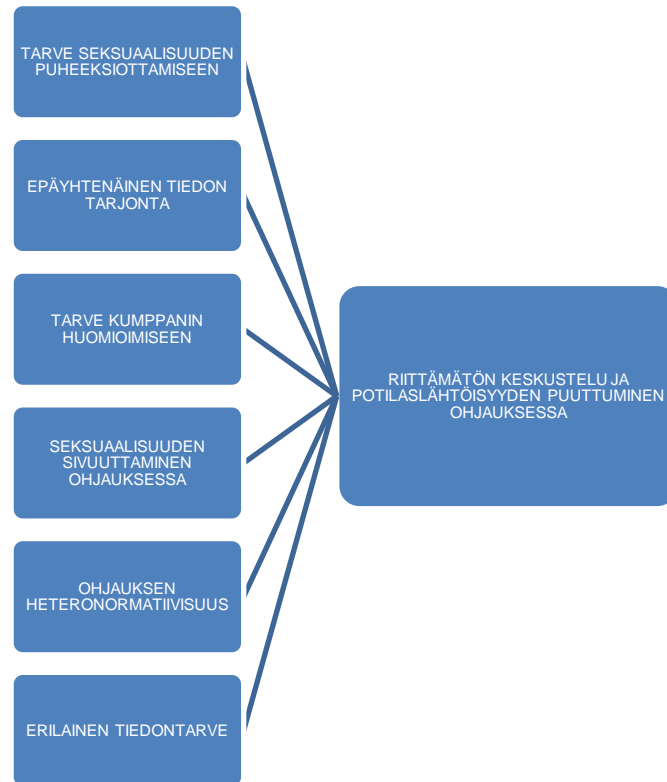 TARVE SEKSUAALISUUDEN
PUHEEKSIOTTAMISEEN
EPÄYHTENÄINEN TIEDON
TARJONTA
TARVE KUMPPANIN
HUOMIOIMISEEN
SEKSUAALISUUDEN
SIVUUTTAMINEN
OHJAUKSESSA
OHJAUKSEN
HETERONORMATIIVISUUS
ERILAINEN TIEDONTARVE
RIITTÄMÄTÖN KESKUSTELU JA
POTILASLÄHTÖISYYDEN PUUTTUMINEN
OHJAUKSESSA